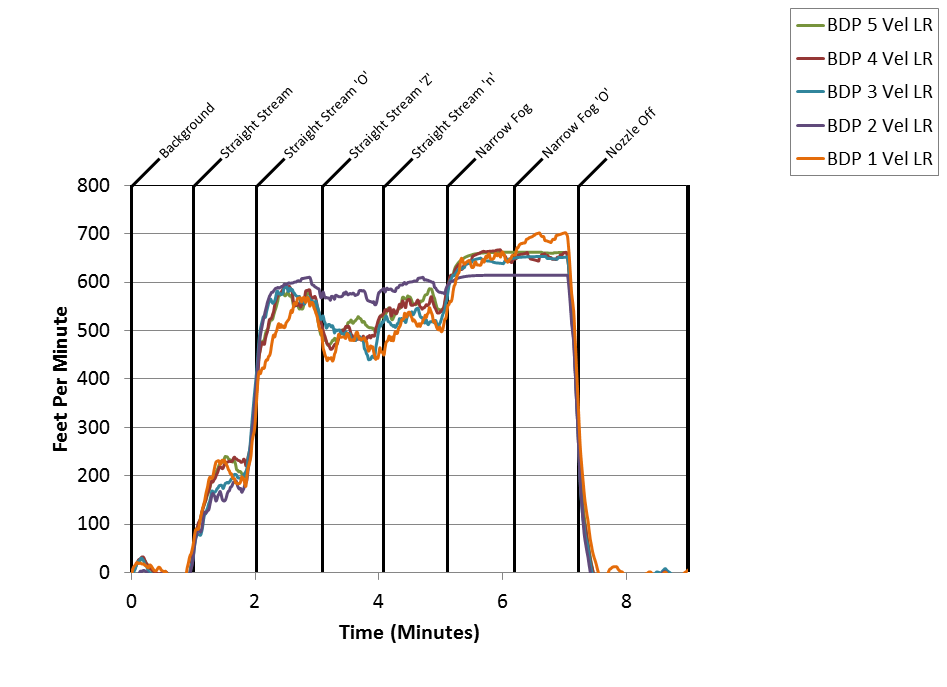 BDP 5 Vel LR
BDP 4 Vel LR
BDP 3 Vel LR
BDP 2 Vel LR
BDP 1 Vel LR
Background
Straight Stream
Straight Stream 'O'
Straight Stream 'Z'
Straight Stream 'n'
Narrow Fog
Narrow Fog 'O'
Nozzle Off
800
700
600
500
400
300
200
100
0
Feet Per Minute
0 2 4 6 8
Time (Minutes)